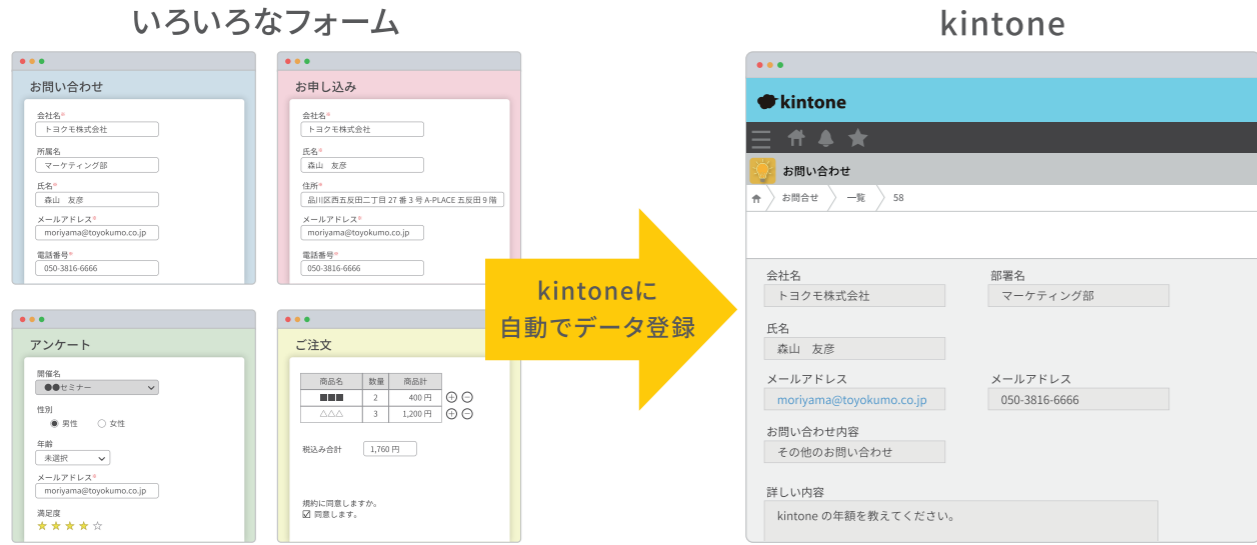 いろいろなフォーム
お問い合わせ
会社名*
トヨクモ株式会社
所属名
マーケティング部
氏名*
森山 友彦
メールアドレス*
moriyama@toyokumo.co.jp
電話番号*
050-3816-6666
お申し込み
会社名*
トヨクモ株式会社
氏名*
森山 友彦
住所*
品川区西五反田二丁目 27 番 3 号 A-PLACE 五反田 9 階
メールアドレス*
moriyama@toyokumo.co.jp
電話番号*
050-3816-6666
アンケート
開催名
●●セミナー
性別
男性 女性
年齢
未選択
メールアドレス*
moriyama@toyokumo.co.jp
満足度
★★★★☆
ご注文
商品名 数量 商品計
■■■ 2 400 円
△△△ 3 1,200 円
税込み合計 1,760 円
規約に同意しますか。
☑ 同意します。
kintoneに
自動でデータ登録
kintone
kintone
お問い合わせ
お問合せ 一覧 58
会社名 部署名
トヨクモ株式会社 マーケティング部
氏名
森山 友彦
メールアドレス メールアドレス
moriyama@toyokumo.co.jp 050-3816-6666
お問い合わせ内容
その他のお問い合わせ
詳しい内容
kintone の年額を教えてください。